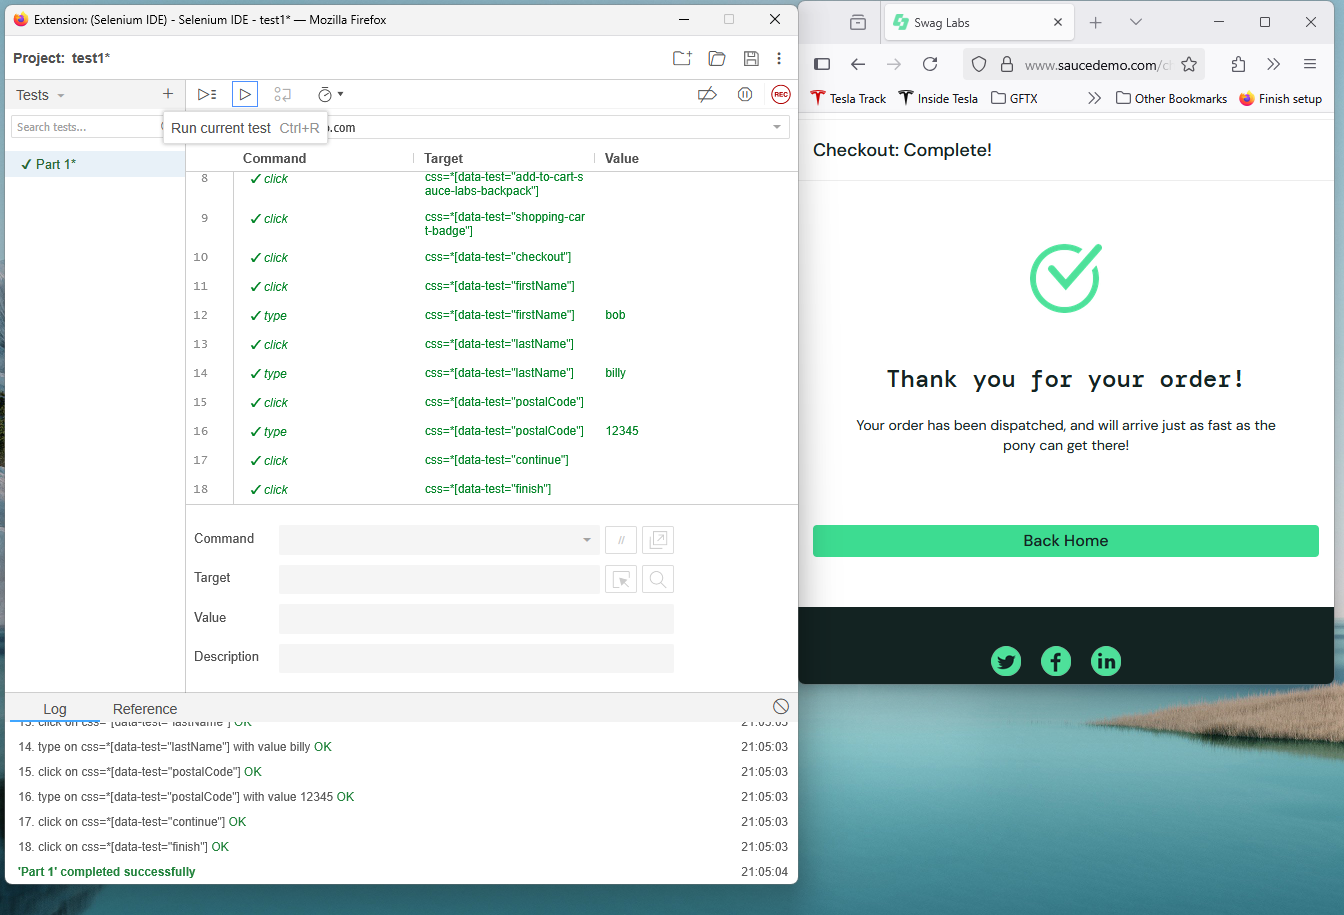 Extension: (Selenium IDE) - Selenium IDE - test1* — Mozilla Firefox
Project: test1*
Tests
Search tests...
Run current test Ctrl+R
o.com
REC
✓ Part 1*
Command Target Value
8 ✓ click css=*[data-test="add-to-cart-s
auce-labs-backpack"]
9 ✓ click css=*[data-test="shopping-car
t-badge"]
10 ✓ click css=*[data-test="checkout"]
11 ✓ click css=*[data-test="firstName"]
12 ✓ type css=*[data-test="firstName"] bob
13 ✓ click css=*[data-test="lastName"]
14 ✓ type css=*[data-test="lastName"] billy
15 ✓ click css=*[data-test="postalCode"]
16 ✓ type css=*[data-test="postalCode"] 12345
17 ✓ click css=*[data-test="continue"]
18 ✓ click css=*[data-test="finish"]
Command
//
Target
Value
Description
Log Reference
13. click on css=*[data-test="lastName"] OK 21:05:03
14. type on css=*[data-test="lastName"] with value billy OK 21:05:03
15. click on css=*[data-test="postalCode"] OK 21:05:03
16. type on css=*[data-test="postalCode"] with value 12345 OK 21:05:03
17. click on css=*[data-test="continue"] OK 21:05:03
18. click on css=*[data-test="finish"] OK 21:05:03
'Part 1' completed successfully 21:05:04
Swag Labs
www.saucedemo.com/c
Tesla Track Inside Tesla GFTX Other Bookmarks Finish setup
Checkout: Complete!
Thank you for your order!
Your order has been dispatched, and will arrive just as fast as the
pony can get there!
Back Home